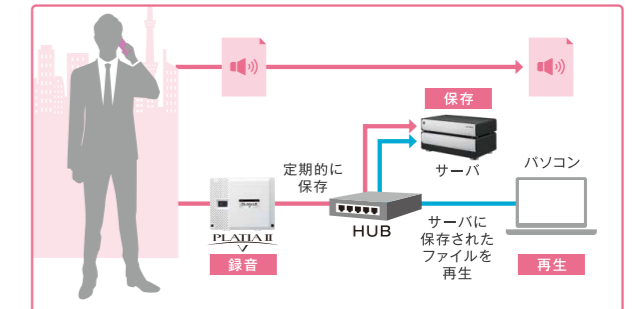 保存
サーバ
パソコン
定期的に
保存
HUB
PLATIA II
録音
サーバに
保存された
ファイルを
再生
再生